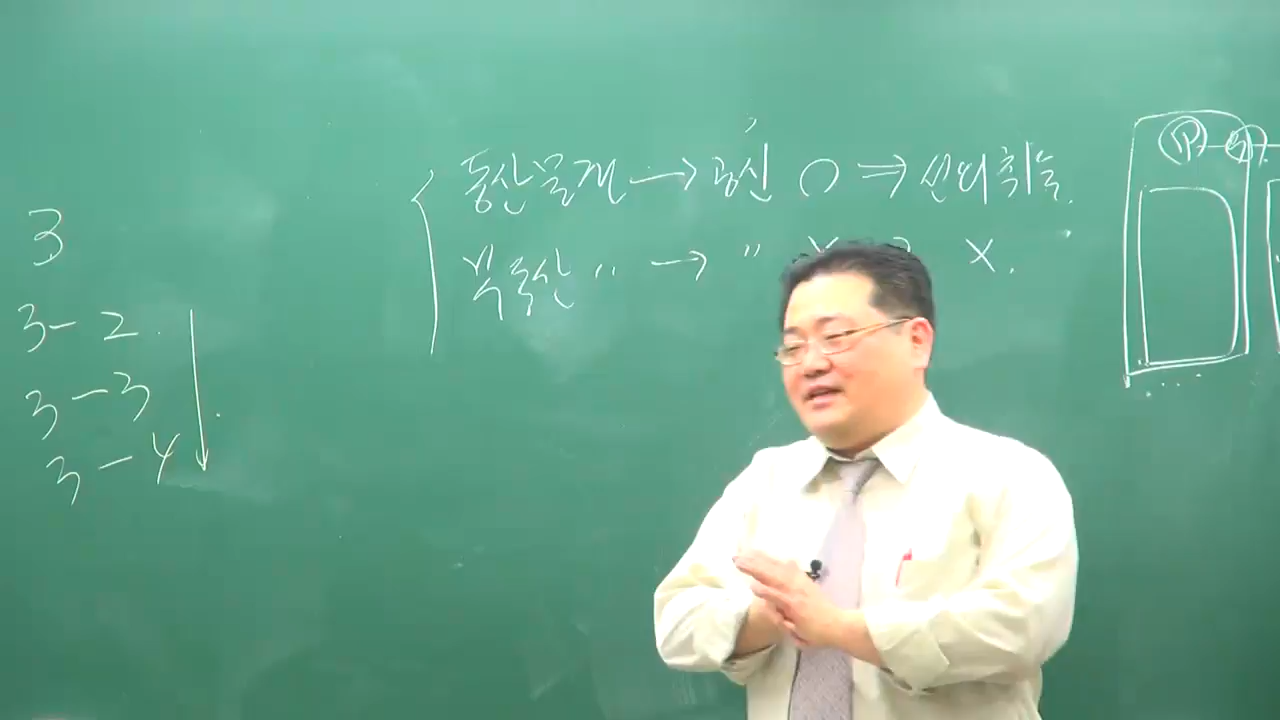 3
3-2
3-3
3-4
동산물권 → 공신 ○ ⇒ 선의취득.
부동산 〃 → 〃 X X.